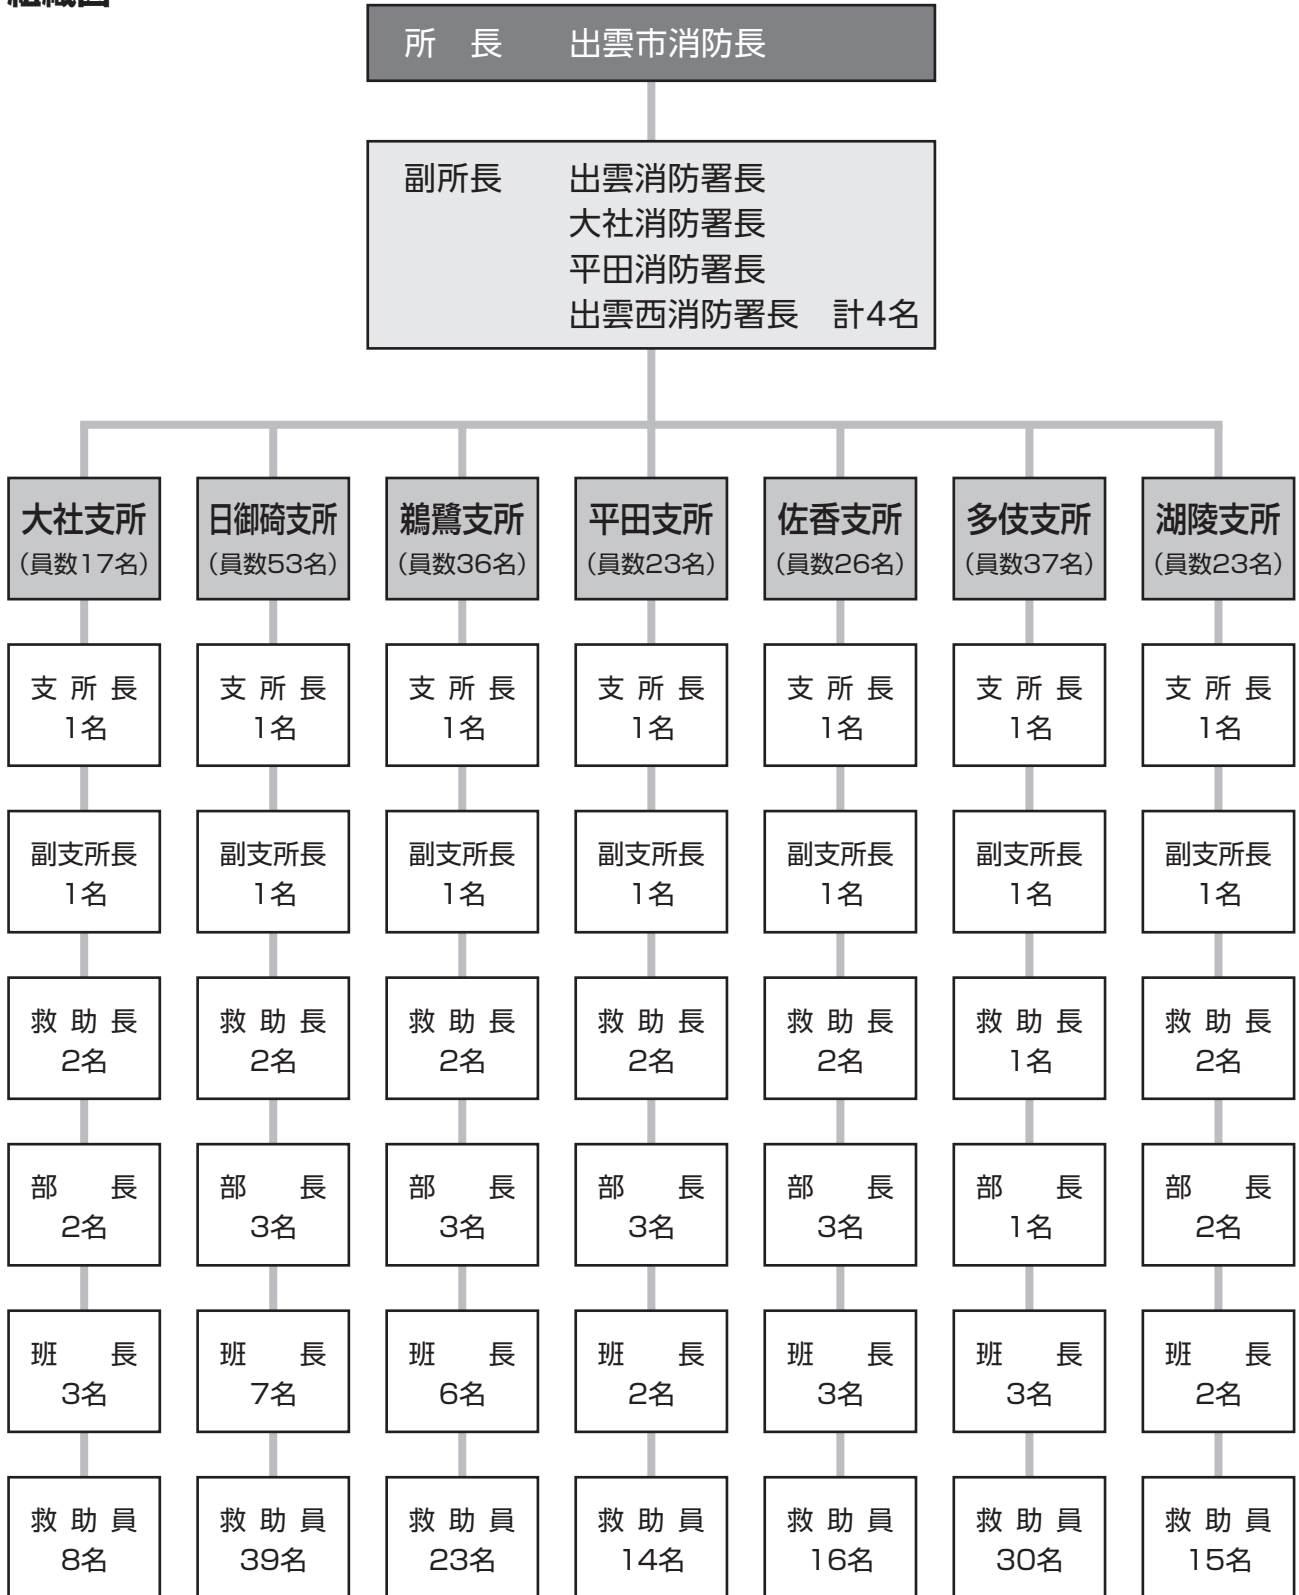 組織図
所　長　出雲市消防長
副所長　出雲消防署長
大社消防署長
平田消防署長
出雲西消防署長　計4名
大社支所
(員数17名)
日御碕支所
(員数53名)
鵜鷺支所
(員数36名)
平田支所
(員数23名)
佐香支所
(員数26名)
多伎支所
(員数37名)
湖陵支所
(員数23名)
支所長
1名
支所長
1名
支所長
1名
支所長
1名
支所長
1名
支所長
1名
支所長
1名
副支所長
1名
副支所長
1名
副支所長
1名
副支所長
1名
副支所長
1名
副支所長
1名
副支所長
1名
救助長
2名
救助長
2名
救助長
2名
救助長
2名
救助長
2名
救助長
1名
救助長
2名
部　長
2名
部　長
3名
部　長
3名
部　長
3名
部　長
3名
部　長
1名
部　長
2名
班　長
3名
班　長
7名
班　長
6名
班　長
2名
班　長
3名
班　長
3名
班　長
2名
救助員
8名
救助員
39名
救助員
23名
救助員
14名
救助員
16名
救助員
30名
救助員
15名